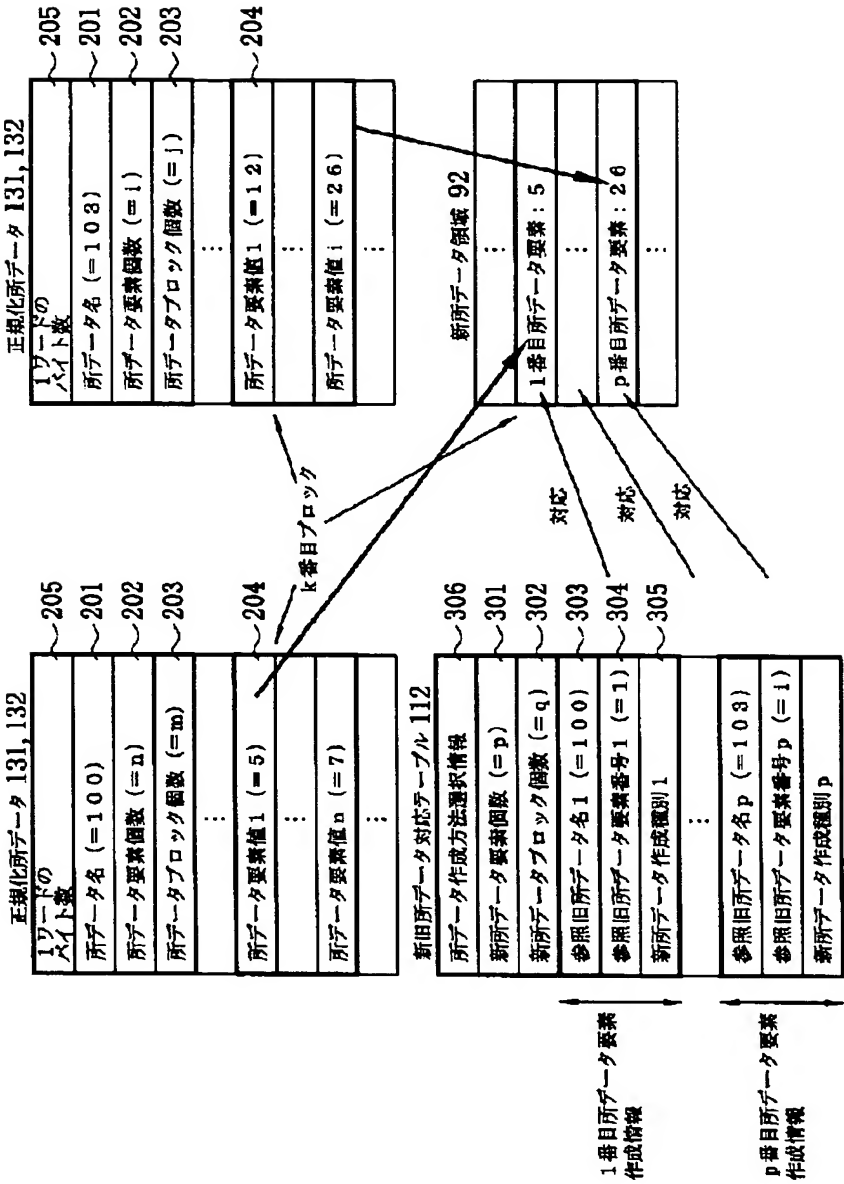 正規化所データ 131, 132
1ワードの
バイト数
205
所データ名 (=100)
201
所データ要素個数 (=n)
202
所データブロック個数 (=m)
203
⋮
所データ要素値1 (=5)
204
⋮
所データ要素値n (=7)
⋮
正規化所データ 131, 132
1ワードの
バイト数
205
所データ名 (=103)
201
所データ要素個数 (=i)
202
所データブロック個数 (=j)
203
⋮
所データ要素値1 (=12)
204
⋮
所データ要素値i (=26)
⋮
k番目ブロック
新旧所データ対応テーブル 112
所データ作成方法選択情報
306
新所データ要素個数 (=p)
301
新所データブロック個数 (=q)
302
参照旧所データ名1 (=100)
303
参照旧所データ要素番号1 (=1)
304
新所データ作成種別1
305
⋮
参照旧所データ名p (=103)
参照旧所データ要素番号p (=i)
新所データ作成種別p
1番目所データ要素
作成情報
p番目所データ要素
作成情報
対応
対応
対応
新所データ領域 92
⋮
1番目所データ要素:5
⋮
p番目所データ要素:26
⋮